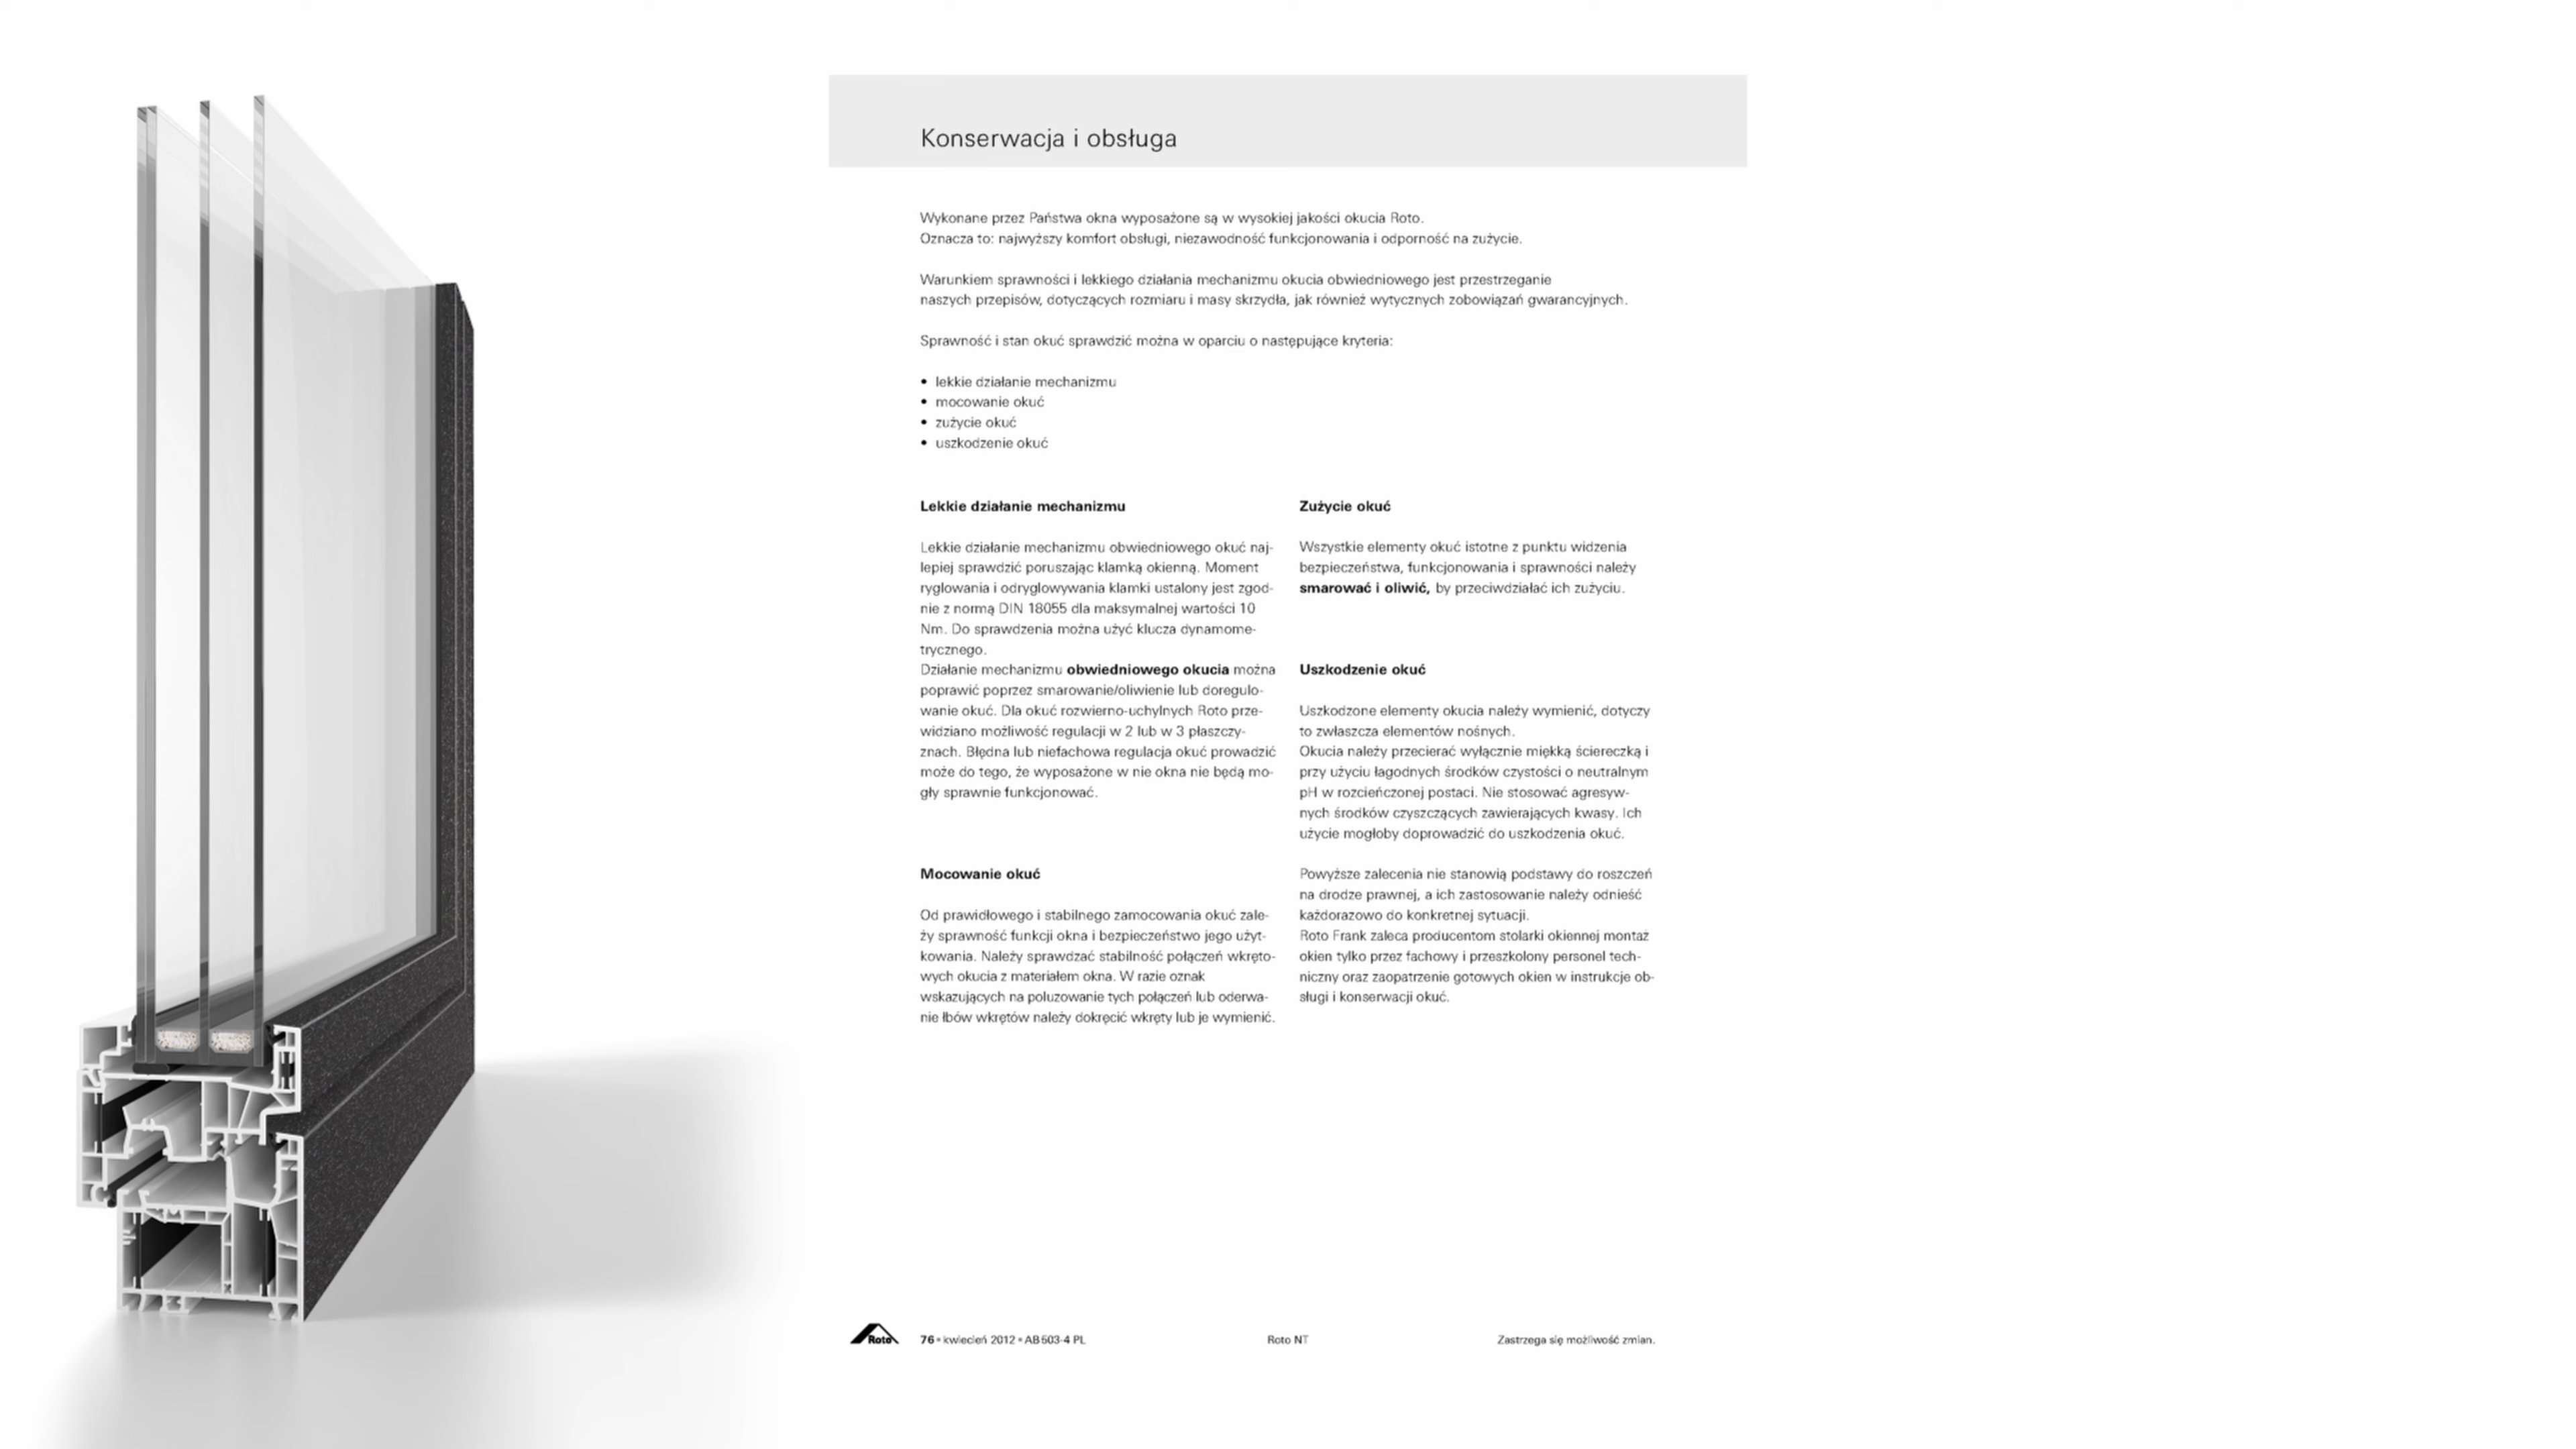 Konserwacja i obsługa
Wykonane przez Państwa okna wyposażone są w wysokiej jakości okucia Roto.
Oznacza to: najwyższy komfort obsługi, niezawodność funkcjonowania i odporność na zużycie.
Warunkiem sprawności i lekkiego działania mechanizmu okucia obwiedniowego jest przestrzeganie
naszych przepisów, dotyczących rozmiaru i masy skrzydła, jak również wytycznych zobowiązań gwarancyjnych.
Sprawność i stan okuć sprawdzić można w oparciu o następujące kryteria:
• lekkie działanie mechanizmu
• mocowanie okuć
• zużycie okuć
• uszkodzenie okuć
Lekkie działanie mechanizmu
Lekkie działanie mechanizmu obwiedniowego okuć naj-
lepiej sprawdzić poruszając klamką okienną. Moment
ryglowania i odryglowywania klamki ustalony jest zgod-
nie z normą DIN 18055 dla maksymalnej wartości 10
Nm. Do sprawdzenia można użyć klucza dynamome-
trycznego.
Działanie mechanizmu obwiedniowego okucia można
poprawić poprzez smarowanie/oliwienie lub doregulo-
wanie okuć. Dla okuć rozwierno-uchylnych Roto prze-
widziano możliwość regulacji w 2 lub w 3 płaszczy-
znach. Błędna lub niefachowa regulacja okuć prowadzić
może do tego, że wyposażone w nie okna nie będą mo-
gły sprawnie funkcjonować.
Mocowanie okuć
Od prawidłowego i stabilnego zamocowania okuć zale-
ży sprawność funkcji okna i bezpieczeństwo jego użyt-
kowania. Należy sprawdzać stabilność połączeń wkręto-
wych okucia z materiałem okna. W razie oznak
wskazujących na poluzowanie tych połączeń lub oderwa-
nie łbów wkrętów należy dokręcić wkręty lub je wymienić.
Zużycie okuć
Wszystkie elementy okuć istotne z punktu widzenia
bezpieczeństwa, funkcjonowania i sprawności należy
smarować i oliwić, by przeciwdziałać ich zużyciu.
Uszkodzenie okuć
Uszkodzone elementy okucia należy wymienić, dotyczy
to zwłaszcza elementów nośnych.
Okucia należy przecierać wyłącznie miękką ściereczką i
przy użyciu łagodnych środków czystości o neutralnym
pH w rozcieńczonej postaci. Nie stosować agresyw-
nych środków czyszczących zawierających kwasy. Ich
użycie mogłoby doprowadzić do uszkodzenia okuć.
Powyższe zalecenia nie stanowią podstawy do roszczeń
na drodze prawnej, a ich zastosowanie należy odnieść
każdorazowo do konkretnej sytuacji.
Roto Frank zaleca producentom stolarki okiennej montaż
okien tylko przez fachowy i przeszkolony personel tech-
niczny oraz zaopatrzenie gotowych okien w instrukcje ob-
sługi i konserwacji okuć.
Roto
76 • kwiecień 2012 • AB 503-4 PL
Roto NT
Zastrzega się możliwość zmian.